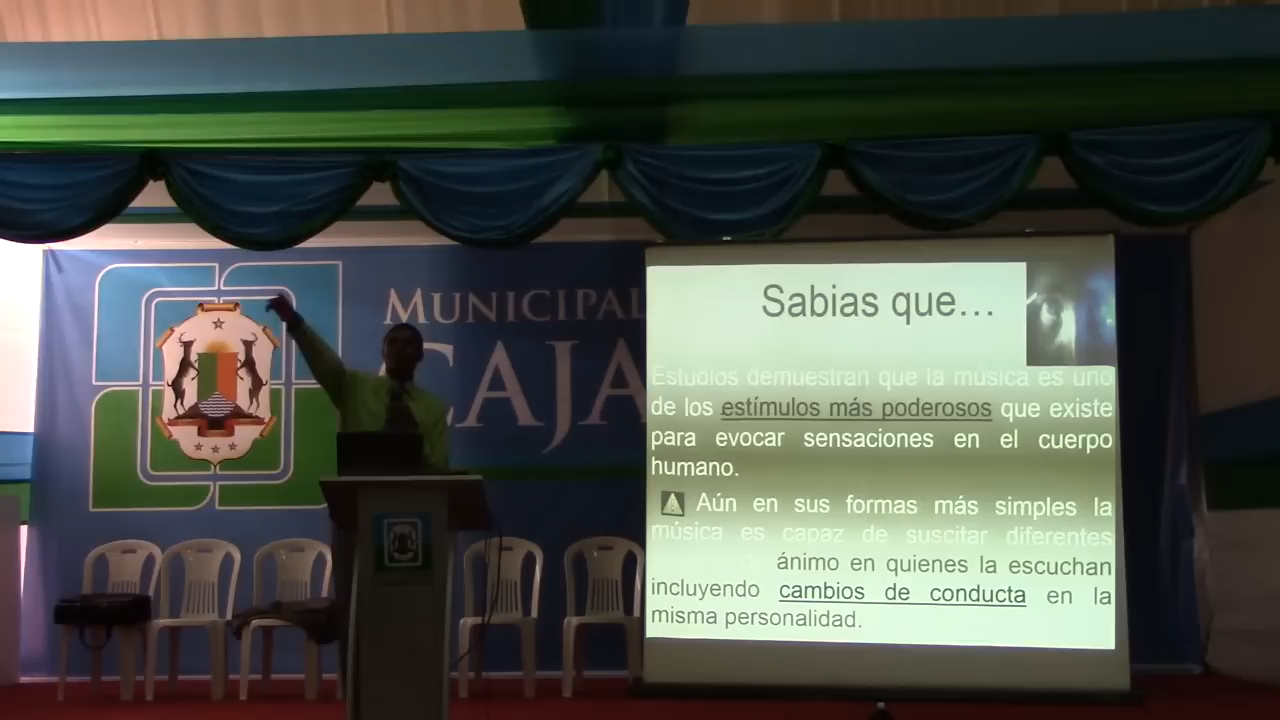 MUNICIPAL
CAJA
Sabias que...
Estudios demuestran que la música es uno
de los estímulos más poderosos que existe
para evocar sensaciones en el cuerpo
humano.
Aún en sus formas más simples la
música es capaz de suscitar diferentes
ánimo en quienes la escuchan
incluyendo cambios de conducta en la
misma personalidad.